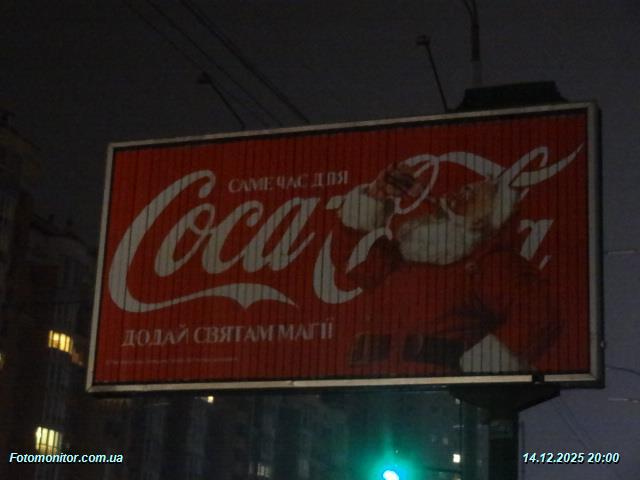 САМЕ ЧАС ДЛЯ
Coca-Cola,
ДОДАЙ СВЯТАМ МАГІЇ
Fotomonitor.com.ua
14.12.2025 20:00